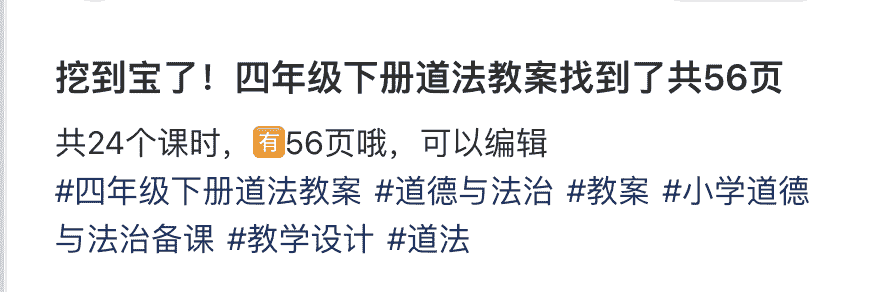 挖到宝了！四年级下册道法教案找到了共56页
共24个课时，🈶56页哦，可以编辑
#四年级下册道法教案 #道德与法治 #教案 #小学道德
与法治备课 #教学设计 #道法